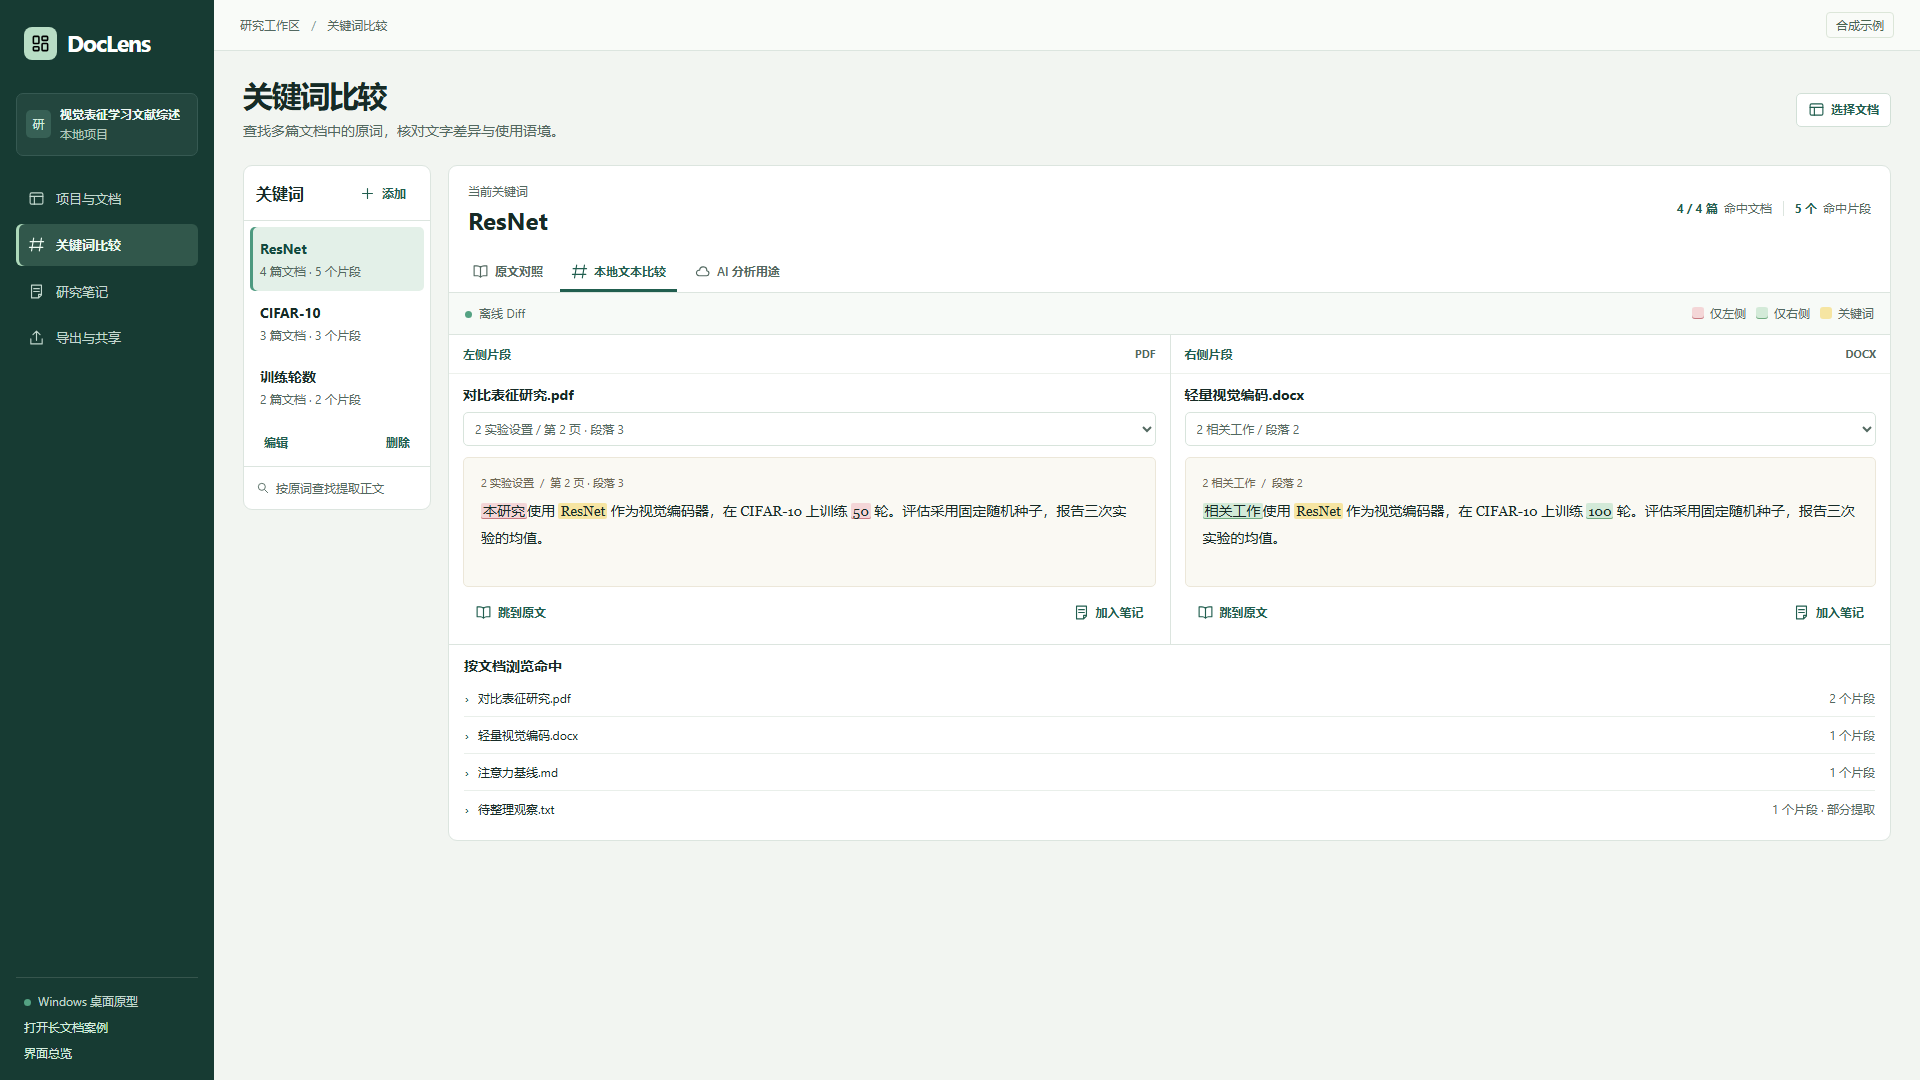 DocLens
研
视觉表征学习文献综述
本地项目
项目与文档
关键词比较
研究笔记
导出与共享
Windows 桌面原型
打开长文档案例
界面总览
研究工作区 / 关键词比较
合成示例
关键词比较
查找多篇文档中的原词，核对文字差异与使用语境。
选择文档
关键词
添加
ResNet
4 篇文档 · 5 个片段
CIFAR-10
3 篇文档 · 3 个片段
训练轮数
2 篇文档 · 2 个片段
编辑 删除
按原词查找提取正文
当前关键词
ResNet
4 / 4 篇 命中文档 5 个 命中片段
原文对照 本地文本比较 AI 分析用途
离线 Diff
仅左侧 仅右侧 关键词
左侧片段 PDF
对比表征研究.pdf
2 实验设置 / 第 2 页 · 段落 3
2 实验设置 / 第 2 页 · 段落 3
本研究使用 ResNet 作为视觉编码器，在 CIFAR-10 上训练 50 轮。评估采用固定随机种子，报告三次实
验的均值。
跳到原文 加入笔记
右侧片段 DOCX
轻量视觉编码.docx
2 相关工作 / 段落 2
2 相关工作 / 段落 2
相关工作使用 ResNet 作为视觉编码器，在 CIFAR-10 上训练 100 轮。评估采用固定随机种子，报告三次
实验的均值。
跳到原文 加入笔记
按文档浏览命中
› 对比表征研究.pdf 2 个片段
› 轻量视觉编码.docx 1 个片段
› 注意力基线.md 1 个片段
› 待整理观察.txt 1 个片段 · 部分提取